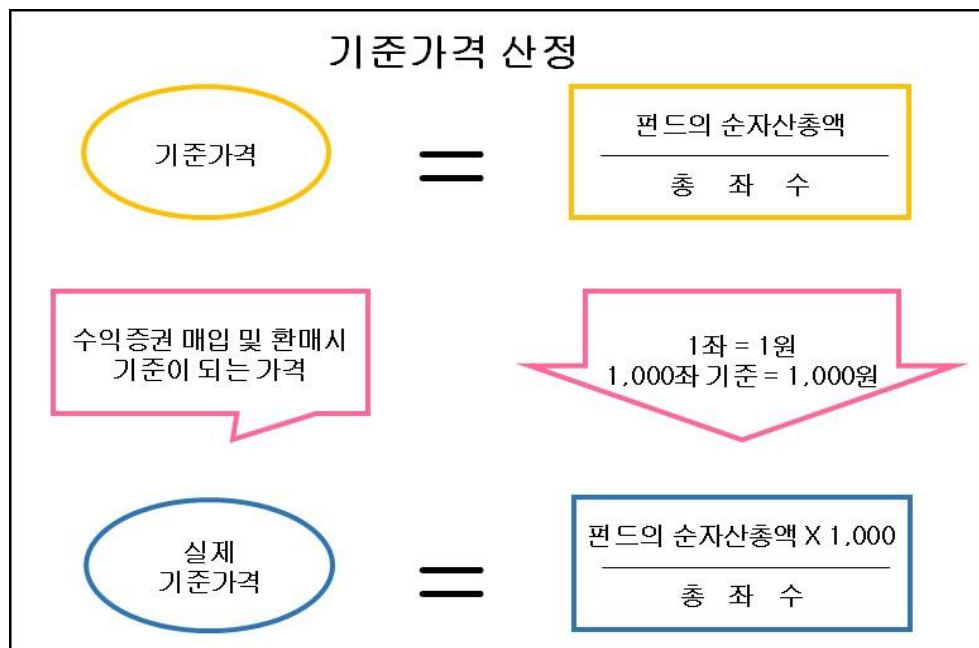 기준가격 산정
기준가격
=
펀드의 순자산총액
총 좌 수
수익증권 매입 및 환매시
기준이 되는 가격
1좌 = 1원
1,000좌 기준 = 1,000원
실제
기준가격
=
펀드의 순자산총액 X 1,000
총 좌 수